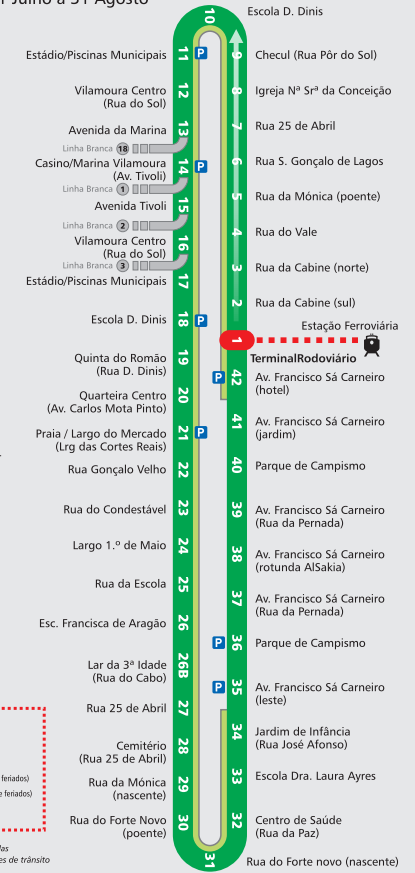 1 Julho a 31 Agosto
10
Escola D. Dinis
Estádio/Piscinas Municipais
11
P
9
Checul (Rua Pôr do Sol)
Vilamoura Centro
(Rua do Sol)
12
8
Igreja Nª Srª da Conceição
Avenida da Marina
13
7
Rua 25 de Abril
Linha Branca 18
Casino/Marina Vilamoura
(Av. Tivoli)
14
P
6
Rua S. Gonçalo de Lagos
Linha Branca 1
Avenida Tivoli
15
5
Rua da Mónica (poente)
Linha Branca 2
4
Rua do Vale
Vilamoura Centro
(Rua do Sol)
16
Linha Branca 3
3
Rua da Cabine (norte)
Estádio/Piscinas Municipais
17
2
Rua da Cabine (sul)
Escola D. Dinis
18
P
Estação Ferroviária
1
TerminalRodoviário
Quinta do Romão
(Rua D. Dinis)
19
P
42
Av. Francisco Sá Carneiro
(hotel)
Quarteira Centro
(Av. Carlos Mota Pinto)
20
41
Av. Francisco Sá Carneiro
(jardim)
Praia / Largo do Mercado
(Lrg das Cortes Reais)
21
P
Rua Gonçalo Velho
22
40
Parque de Campismo
Rua do Condestável
23
39
Av. Francisco Sá Carneiro
(Rua da Pernada)
Largo 1.º de Maio
24
38
Av. Francisco Sá Carneiro
(rotunda AlSakia)
Rua da Escola
25
37
Av. Francisco Sá Carneiro
(Rua da Pernada)
Esc. Francisca de Aragão
26
P
36
Parque de Campismo
Lar da 3ª Idade
(Rua do Cabo)
26B
P
35
Av. Francisco Sá Carneiro
(leste)
Rua 25 de Abril
27
34
Jardim de Infância
(Rua José Afonso)
Cemitério
(Rua 25 de Abril)
28
33
Escola Dra. Laura Ayres
feriados)
Rua da Mónica
(nascente)
29
e feriados)
Rua do Forte Novo
(poente)
30
32
Centro de Saúde
(Rua da Paz)
das
es de trânsito
31
Rua do Forte novo (nascente)